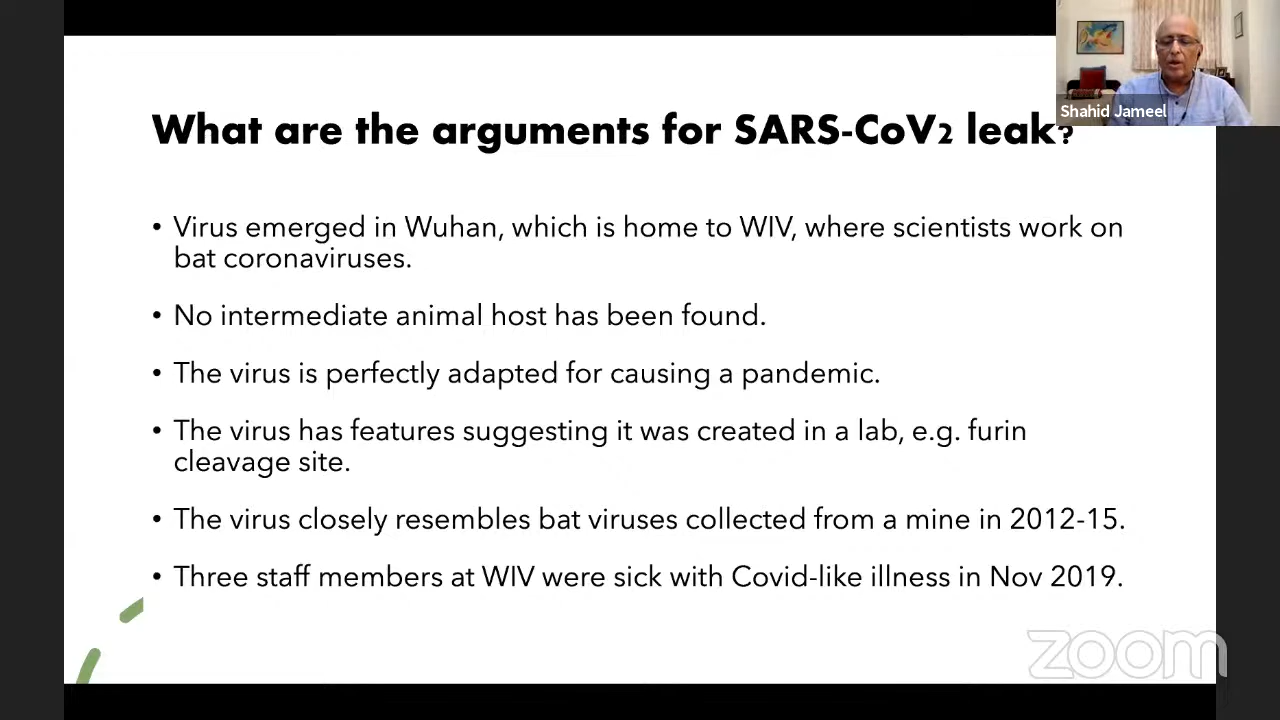 Shahid Jameel
What are the arguments for SARS-CoV2 leak?
• Virus emerged in Wuhan, which is home to WIV, where scientists work on
bat coronaviruses.
• No intermediate animal host has been found.
• The virus is perfectly adapted for causing a pandemic.
• The virus has features suggesting it was created in a lab, e.g. furin
cleavage site.
• The virus closely resembles bat viruses collected from a mine in 2012-15.
• Three staff members at WIV were sick with Covid-like illness in Nov 2019.
zoom